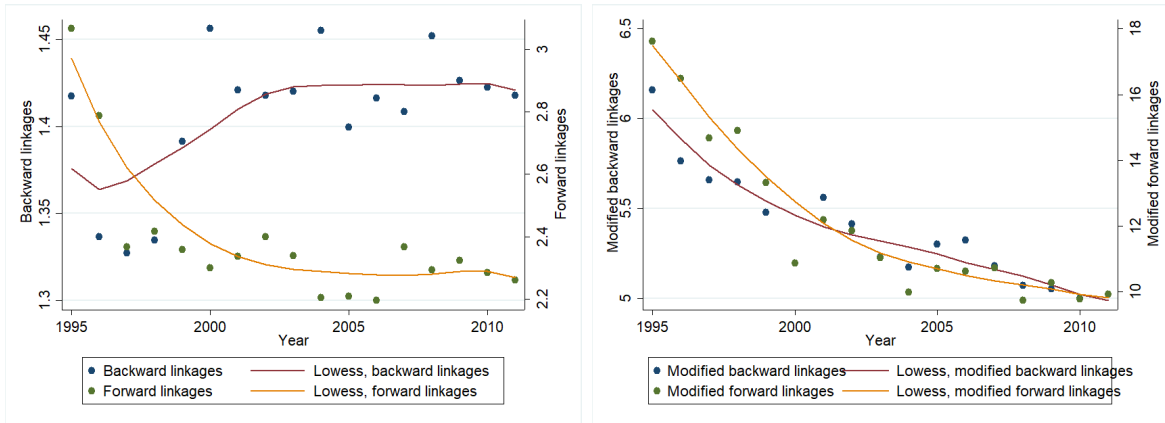 1.45
1.4
1.35
1.3
Backward linkages
3
2.8
2.6
2.4
2.2
Forward linkages
1995 2000 2005 2010
Year
Backward linkages Lowess, backward linkages
Forward linkages Lowess, forward linkages
6.5
6
5.5
5
Modified backward linkages
18
16
14
12
10
Modified forward linkages
1995 2000 2005 2010
Year
Modified backward linkages Lowess, modified backward linkages
Modified forward linkages Lowess, modified forward linkages